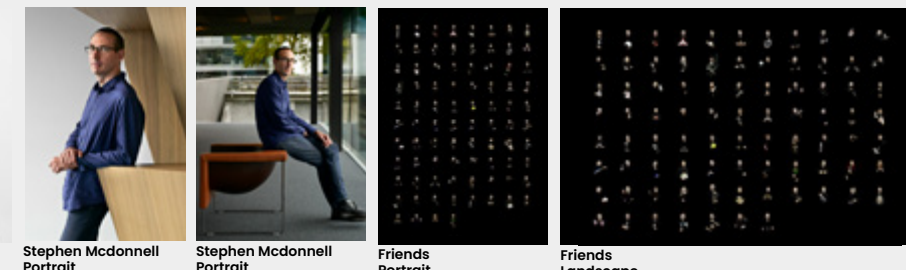 Stephen Mcdonnell
Portrait
Stephen Mcdonnell
Portrait
Friends
Portrait
Friends
Landscape